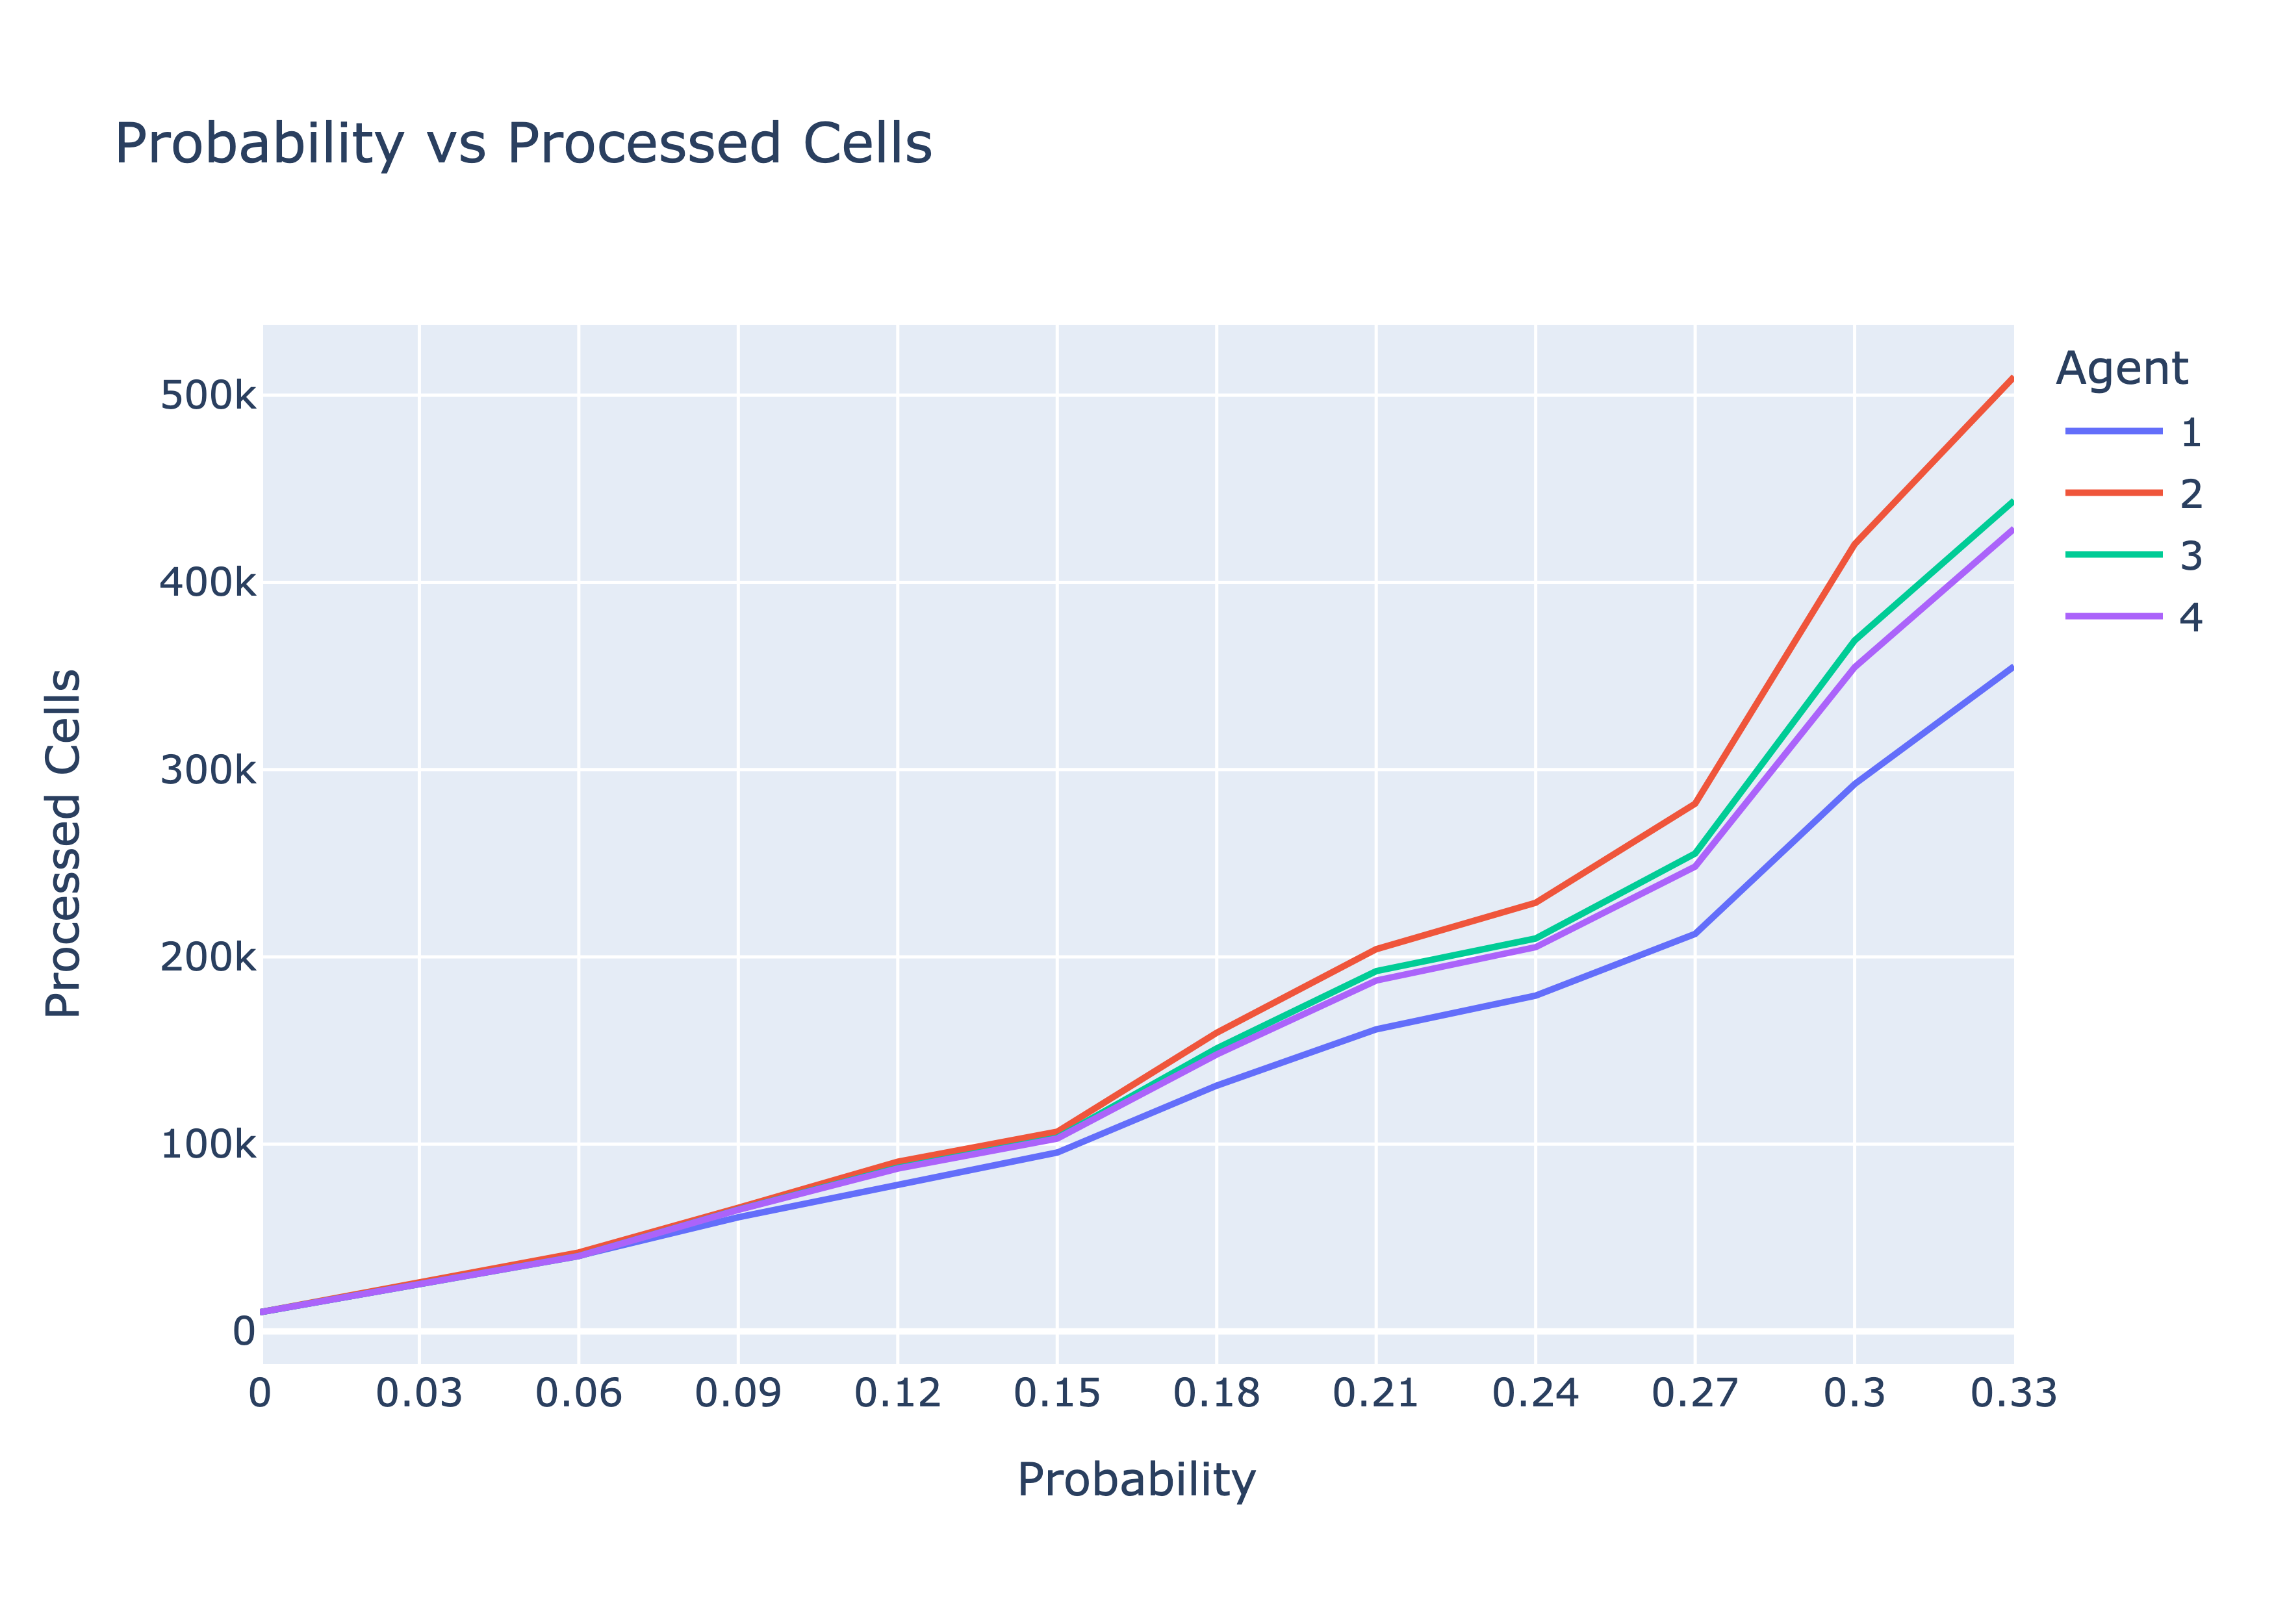 Probability vs Processed Cells
Processed Cells
500k
400k
300k
200k
100k
0
0 0.03 0.06 0.09 0.12 0.15 0.18 0.21 0.24 0.27 0.3 0.33
Probability
Agent
1
2
3
4